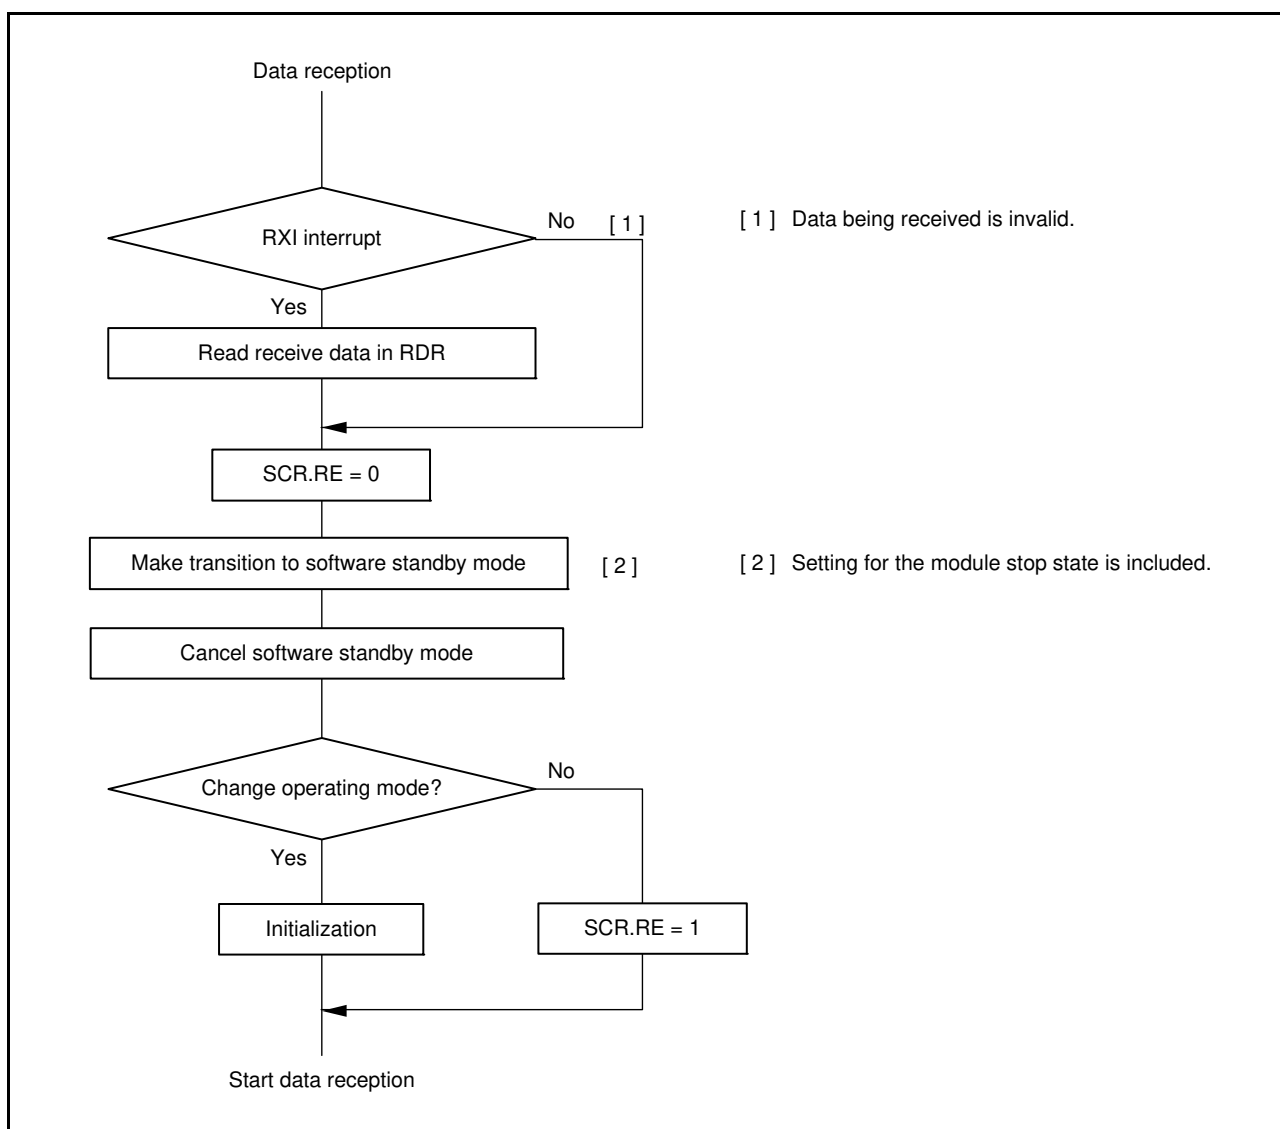 Data reception
RXI interrupt
No [ 1 ]
[ 1 ] Data being received is invalid.
Yes
Read receive data in RDR
SCR.RE = 0
Make transition to software standby mode
[ 2 ]
[ 2 ] Setting for the module stop state is included.
Cancel software standby mode
Change operating mode?
No
Yes
Initialization
SCR.RE = 1
Start data reception